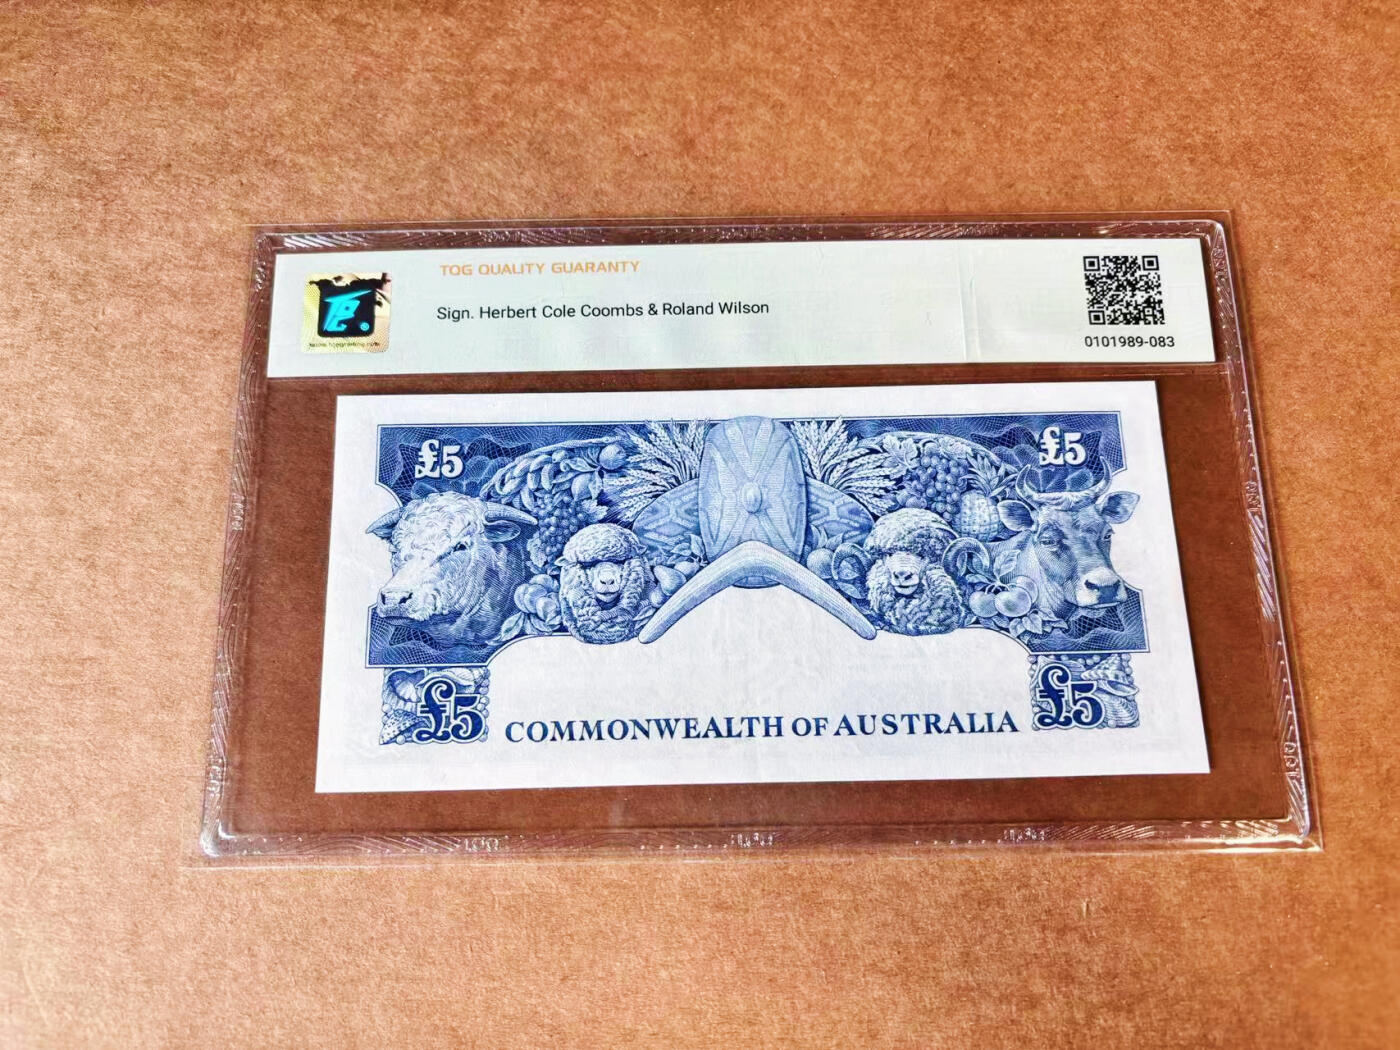 TQG QUALITY GUARANTY
Sign. Herbert Cole Coombs & Roland Wilson
0101989-083
£5
£5
£5
£5
COMMONWEALTH OF AUSTRALIA